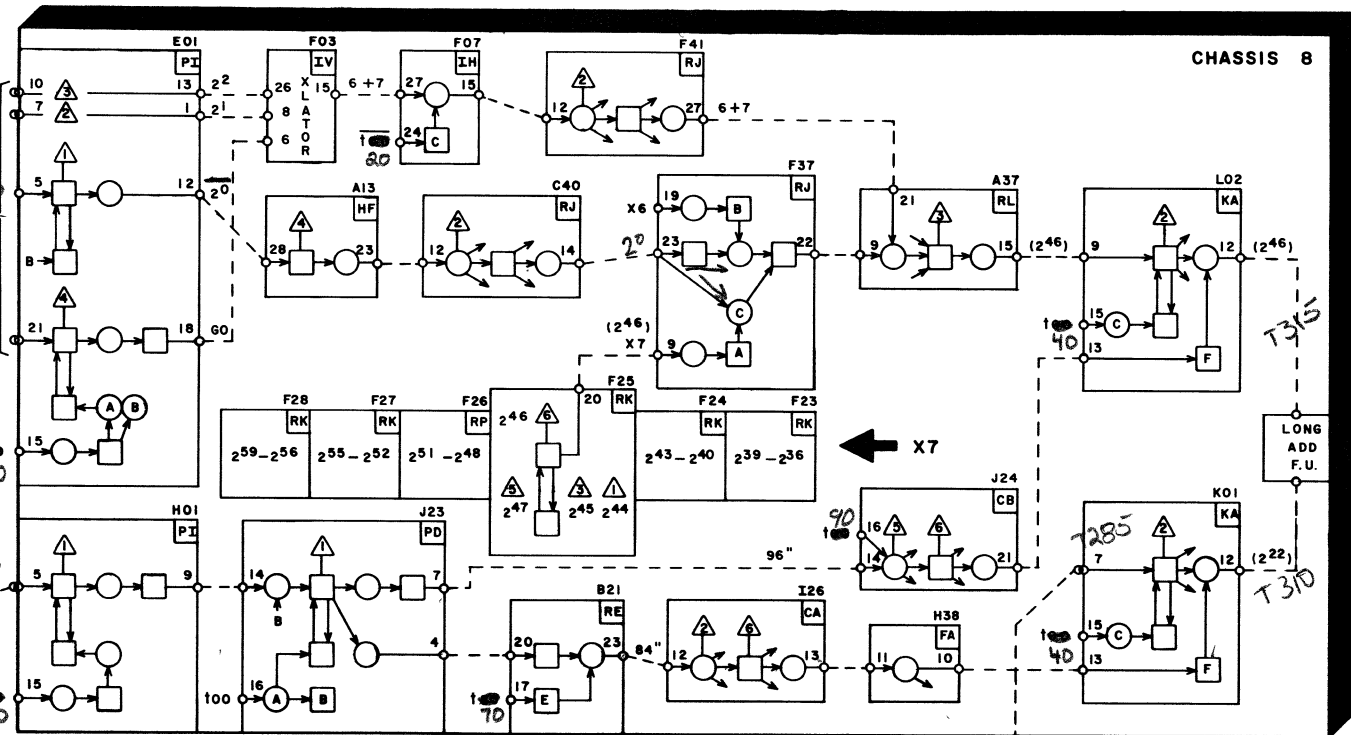 CHASSIS 8
E01
PI
10 3 13 2²
7 2 1 2¹
1
5 12 2⁰
B
4
21 18 GO
A B
15
F03
IV
26
8
6
XLATOR
15 6+7
F07
IH
27 15
24 C
t
20
F41
RJ
2
12 27 6+7
A13
HF
4
28 23
C40
RJ
2
12 14
2⁰
F37
RJ
X6 19 B
23 22
C
(2⁴⁶)
X7 9 A
A37
RL
21
3
9 15 (2⁴⁶)
L02
KA
2
9 12 (2⁴⁶)
t 15 C
40
13 F
T315
F28
RK
2⁵⁹–2⁵⁶
F27
RK
2⁵⁵–2⁵²
F26
RP
2⁵¹–2⁴⁸
F25
20 RK
2⁴⁶ 6
5 3 1
2⁴⁷ 2⁴⁵ 2⁴⁴
F24
RK
2⁴³–2⁴⁰
F23
RK
2³⁹–2³⁶
X7
LONG
ADD
F.U.
H01
PI
1
5 9
15
J23
PD
1
14 7
B
4
t00 16 A B
96"
J24
CB
90
t 16 5 6
14 21
B21
RE
20 23 84"
t 17 E
70
I26
CA
2 6
12 13
H38
FA
11 10
K01
KA
T285
2
7 12 (2²²)
t 15 C
40
13 F
T310